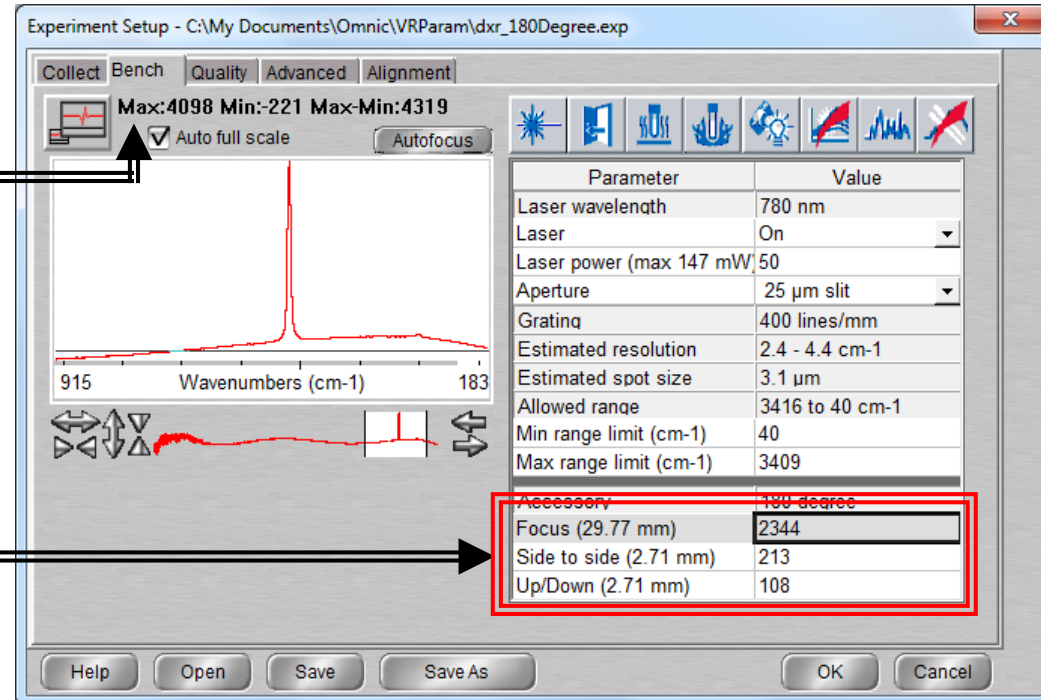 Experiment Setup - C:\My Documents\Omnic\VRParam\dxr_180Degree.exp
x
Collect Bench Quality Advanced Alignment
Max:4098 Min:-221 Max-Min:4319
Auto full scale Autofocus
915 Wavenumbers (cm-1) 183
Parameter Value
Laser wavelength 780 nm
Laser On
Laser power (max 147 mW) 50
Aperture 25 µm slit
Grating 400 lines/mm
Estimated resolution 2.4 - 4.4 cm-1
Estimated spot size 3.1 µm
Allowed range 3416 to 40 cm-1
Min range limit (cm-1) 40
Max range limit (cm-1) 3409
Accessory 180 degree
Focus (29.77 mm) 2344
Side to side (2.71 mm) 213
Up/Down (2.71 mm) 108
Help Open Save Save As OK Cancel